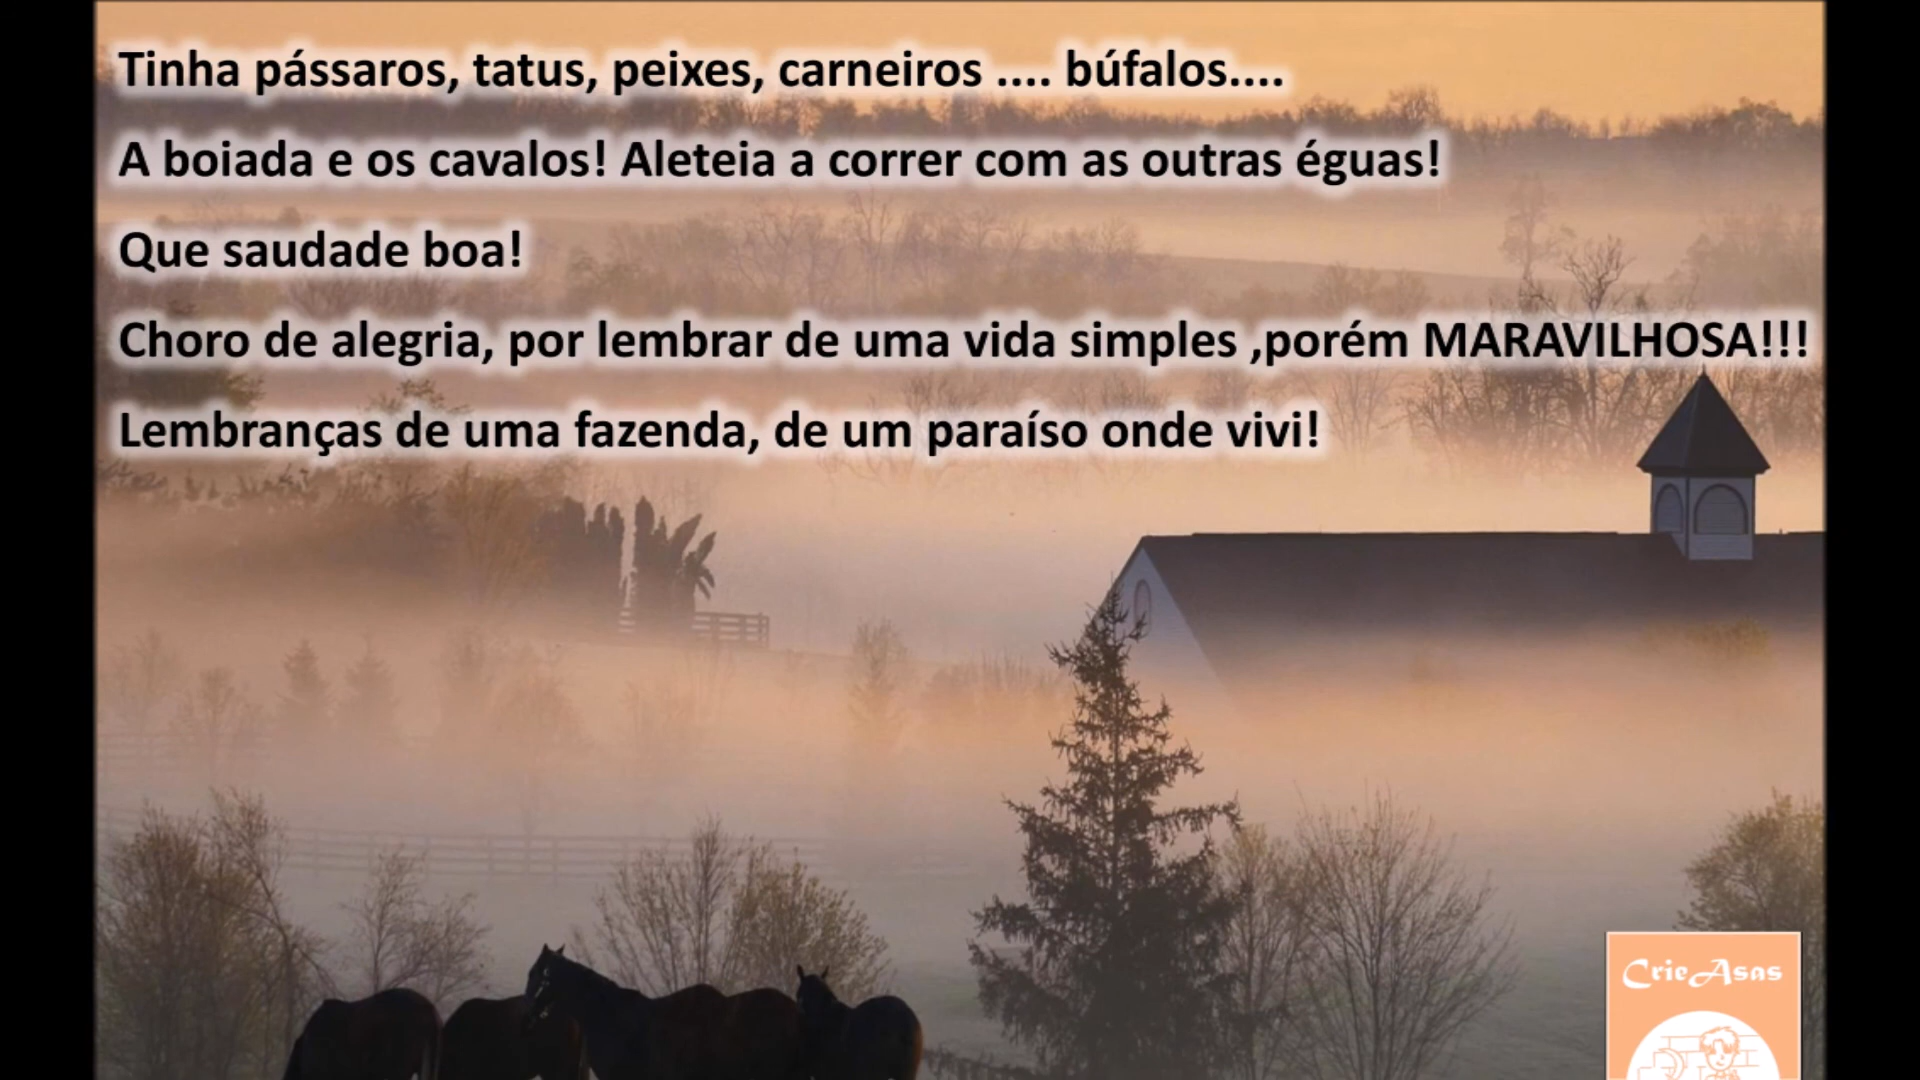 Tinha pássaros, tatus, peixes, carneiros .... búfalos....
A boiada e os cavalos! Aleteia a correr com as outras éguas!
Que saudade boa!
Choro de alegria, por lembrar de uma vida simples ,porém MARAVILHOSA!!!
Lembranças de uma fazenda, de um paraíso onde vivi!
CrieAsas